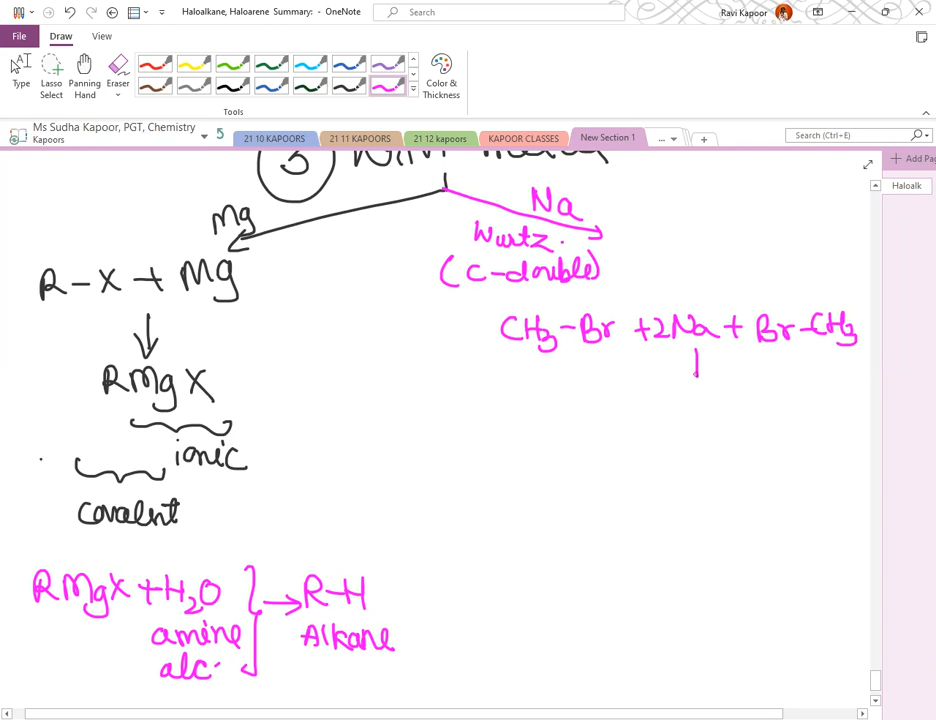 Haloalkane, Haloarene Summary: - OneNote
Search
Ravi Kapoor
File
Draw
View
Type
Lasso Select
Panning Hand
Eraser
Color & Thickness
Tools
Ms Sudha Kapoor, PGT, Chemistry
Kapoors
21 10 KAPOORS
21 11 KAPOORS
21 12 kapoors
KAPOOR CLASSES
New Section 1
...
Search (Ctrl+E)
Add Pag
Haloalk
3
Mg
Na
Wurtz.
(C-double)
R-X + Mg
CH3-Br +2Na + Br-CH3
RMgX
ionic
covalent
RMgX + H2O → R-H
amine Alkane
alc.